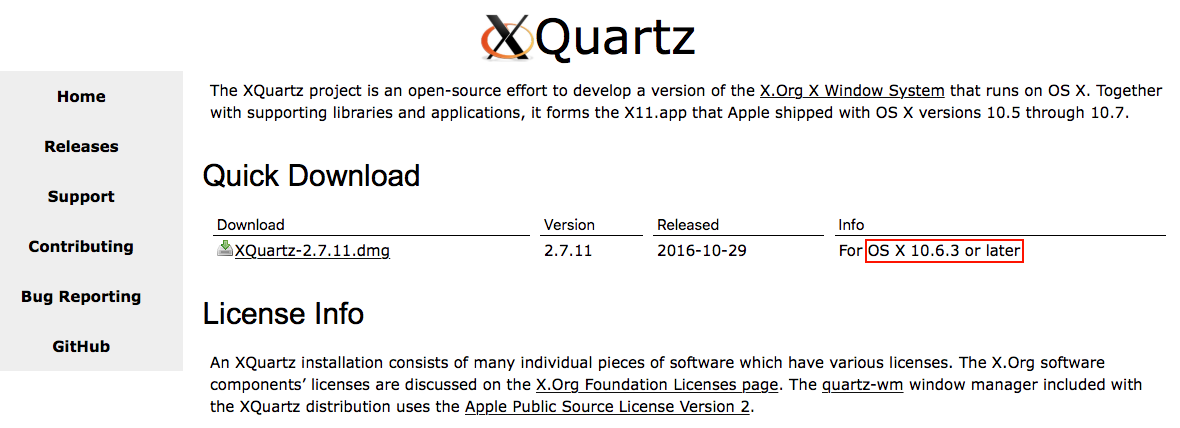 XQuartz
Home
Releases
Support
Contributing
Bug Reporting
GitHub
The XQuartz project is an open-source effort to develop a version of the X.Org X Window System that runs on OS X. Together
with supporting libraries and applications, it forms the X11.app that Apple shipped with OS X versions 10.5 through 10.7.
Quick Download
Download Version Released Info
XQuartz-2.7.11.dmg 2.7.11 2016-10-29 For OS X 10.6.3 or later
License Info
An XQuartz installation consists of many individual pieces of software which have various licenses. The X.Org software
components’ licenses are discussed on the X.Org Foundation Licenses page. The quartz-wm window manager included with
the XQuartz distribution uses the Apple Public Source License Version 2.